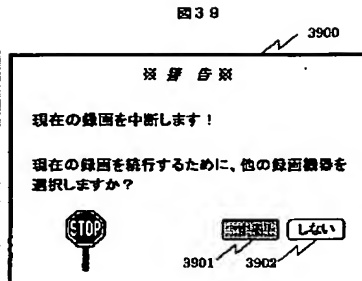 図39
3900
※ 警 告 ※
現在の録画を中断します!
現在の録画を続行するために、他の録画機器を
選択しますか?
STOP
しない
3901
3902